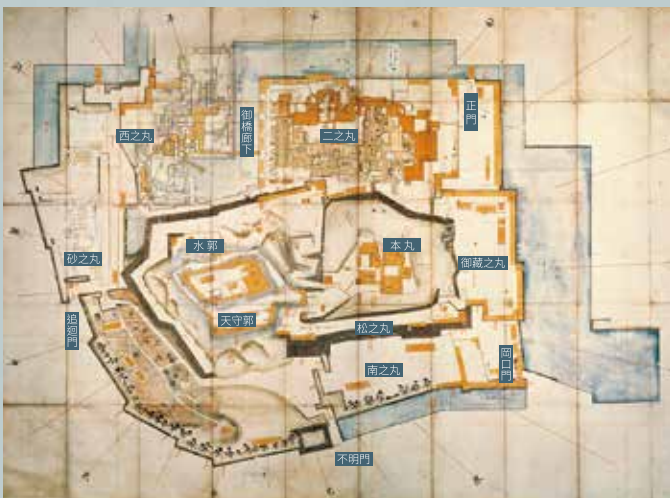 正門
御橋廊下
二之丸
西之丸
水郭
本丸
砂之丸
御藏之丸
天守郭
追廻門
松之丸
南之丸
岡口門
不明門